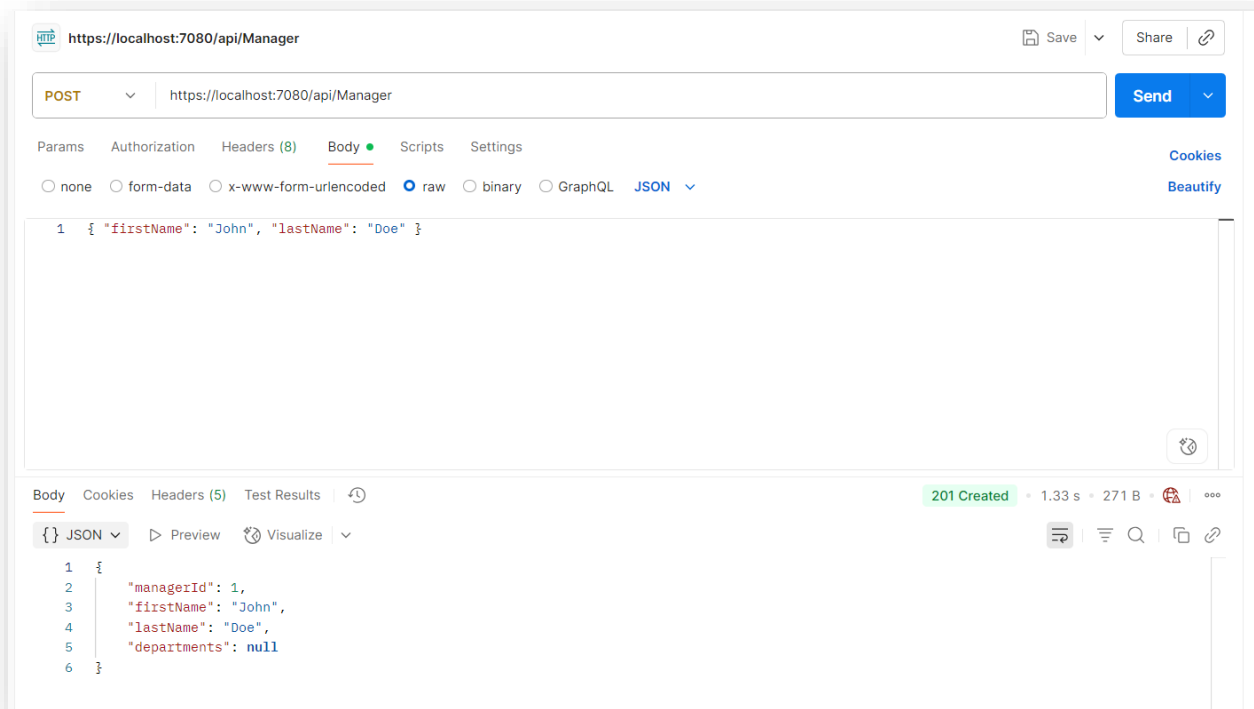 HTTP https://localhost:7080/api/Manager Save Share
POST https://localhost:7080/api/Manager Send
Params Authorization Headers (8) Body Scripts Settings Cookies
none form-data x-www-form-urlencoded raw binary GraphQL JSON Beautify
1 { "firstName": "John", "lastName": "Doe" }
Body Cookies Headers (5) Test Results 201 Created • 1.33 s • 271 B •
{} JSON Preview Visualize
1 {
2 "managerId": 1,
3 "firstName": "John",
4 "lastName": "Doe",
5 "departments": null
6 }